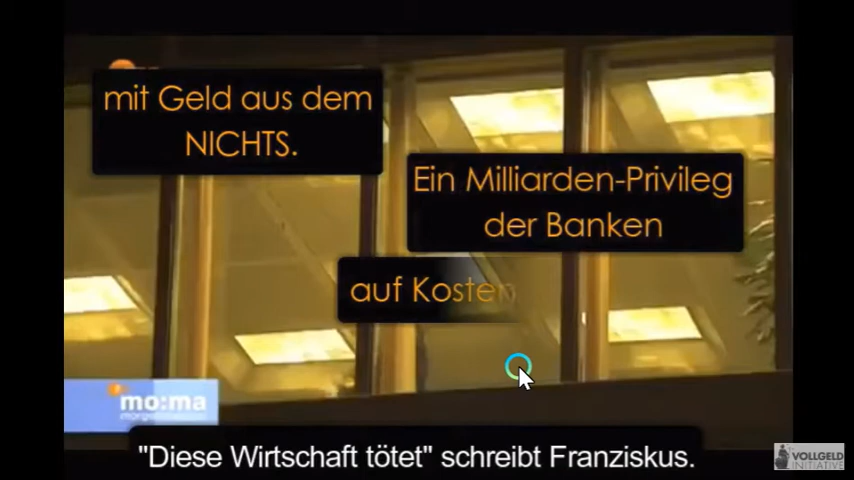 mit Geld aus dem
NICHTS.
Ein Milliarden-Privileg
der Banken
auf Kosten
mo:ma
"Diese Wirtschaft tötet" schreibt Franziskus.
VOLLGELD
INITIATIVE